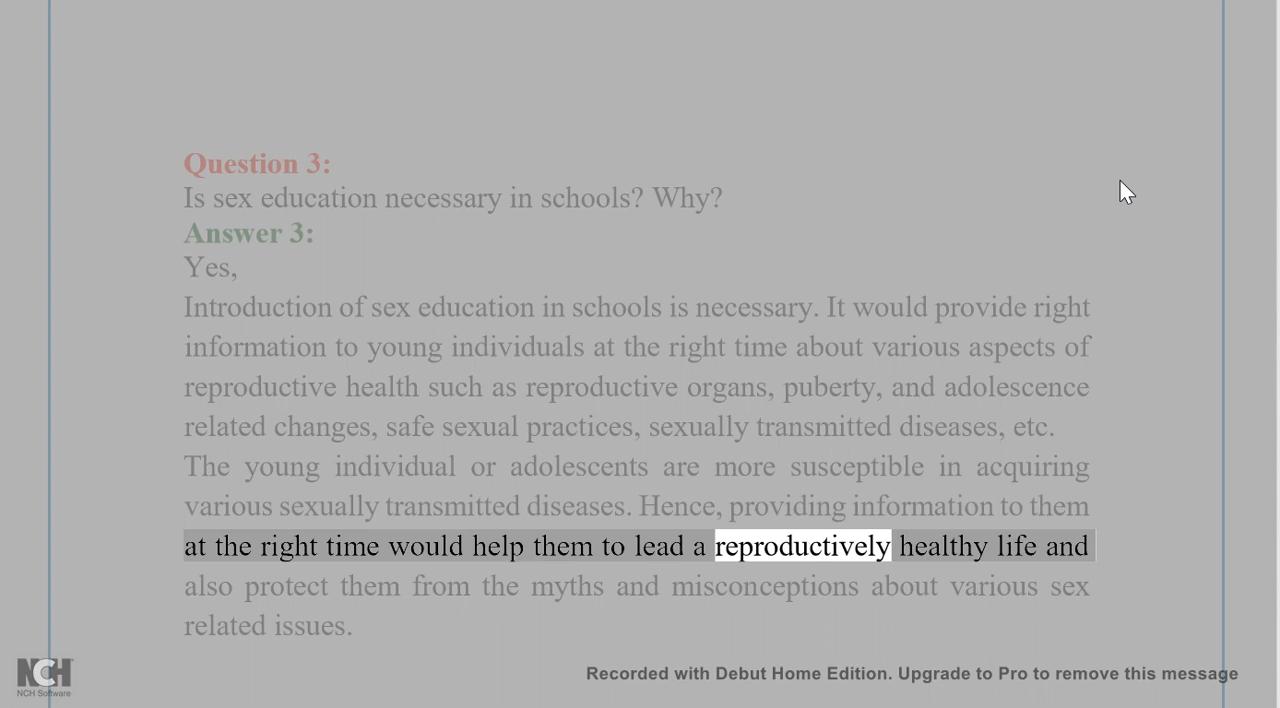 Question 3:
Is sex education necessary in schools? Why?
Answer 3:
Yes,
Introduction of sex education in schools is necessary. It would provide right
information to young individuals at the right time about various aspects of
reproductive health such as reproductive organs, puberty, and adolescence
related changes, safe sexual practices, sexually transmitted diseases, etc.
The young individual or adolescents are more susceptible in acquiring
various sexually transmitted diseases. Hence, providing information to them
at the right time would help them to lead a reproductively healthy life and
also protect them from the myths and misconceptions about various sex
related issues.
NCH
NCH Software
Recorded with Debut Home Edition. Upgrade to Pro to remove this message